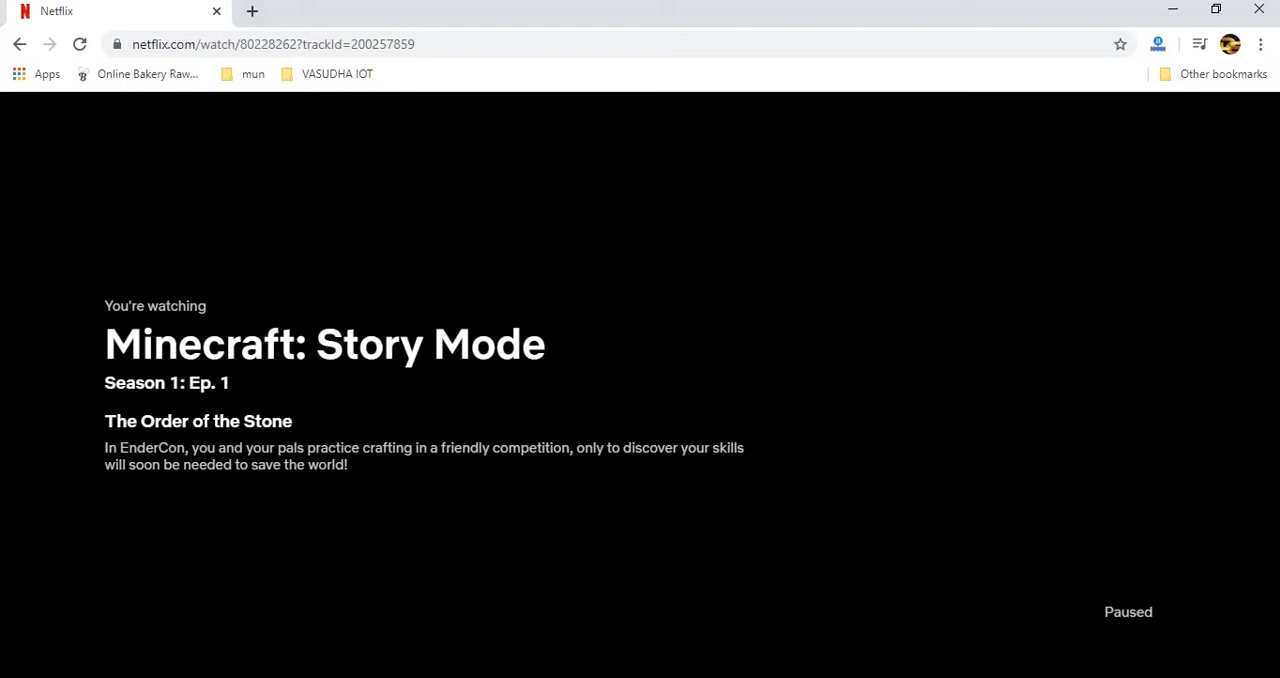 Netflix
netflix.com/watch/80228262?trackId=200257859
Apps Online Bakery Raw... mun VASUDHA IOT Other bookmarks
You're watching
Minecraft: Story Mode
Season 1: Ep. 1
The Order of the Stone
In EnderCon, you and your pals practice crafting in a friendly competition, only to discover your skills
will soon be needed to save the world!
Paused